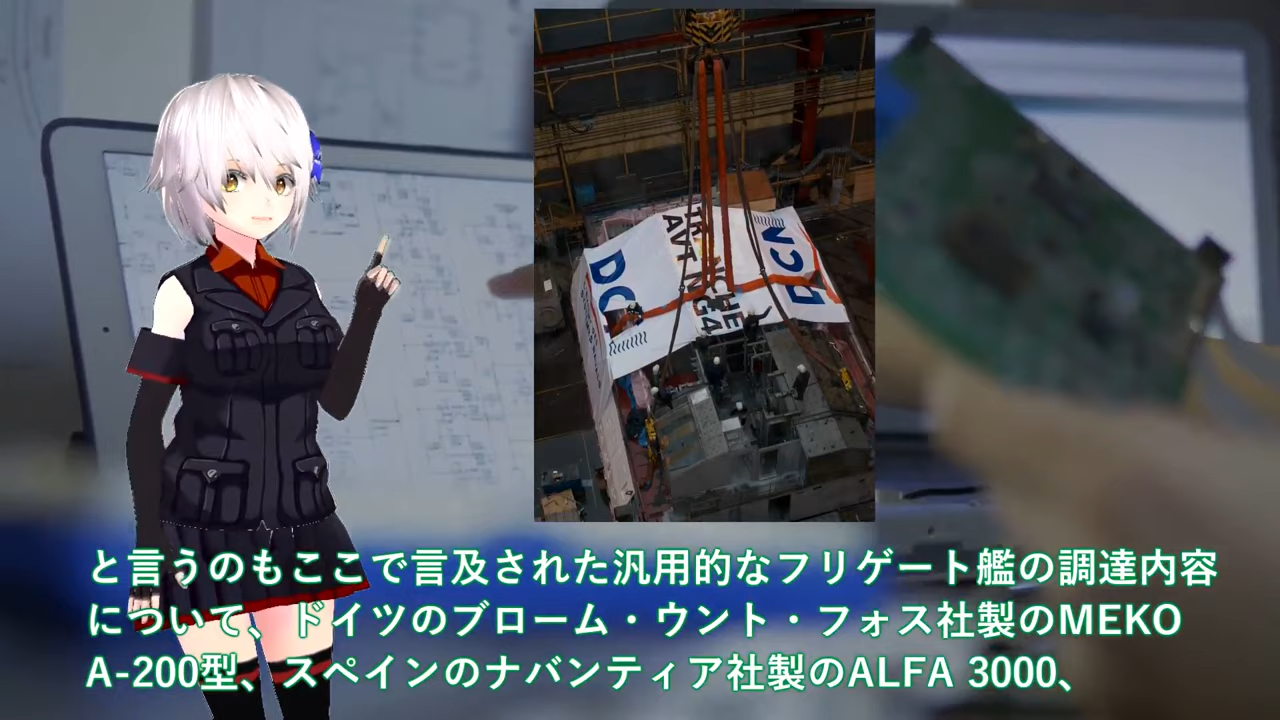 DCN
と言うのもここで言及された汎用的なフリゲート艦の調達内容
について、ドイツのブローム・ウント・フォス社製のMEKO
A-200型、スペインのナバンティア社製のALFA 3000、